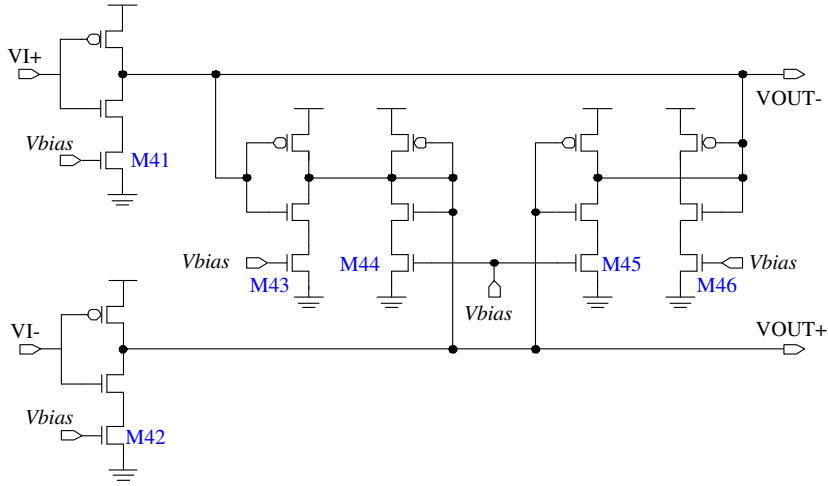 VI+
VOUT-
Vbias
M41
Vbias
M43
M44
M45
M46
Vbias
Vbias
VI-
VOUT+
Vbias
M42